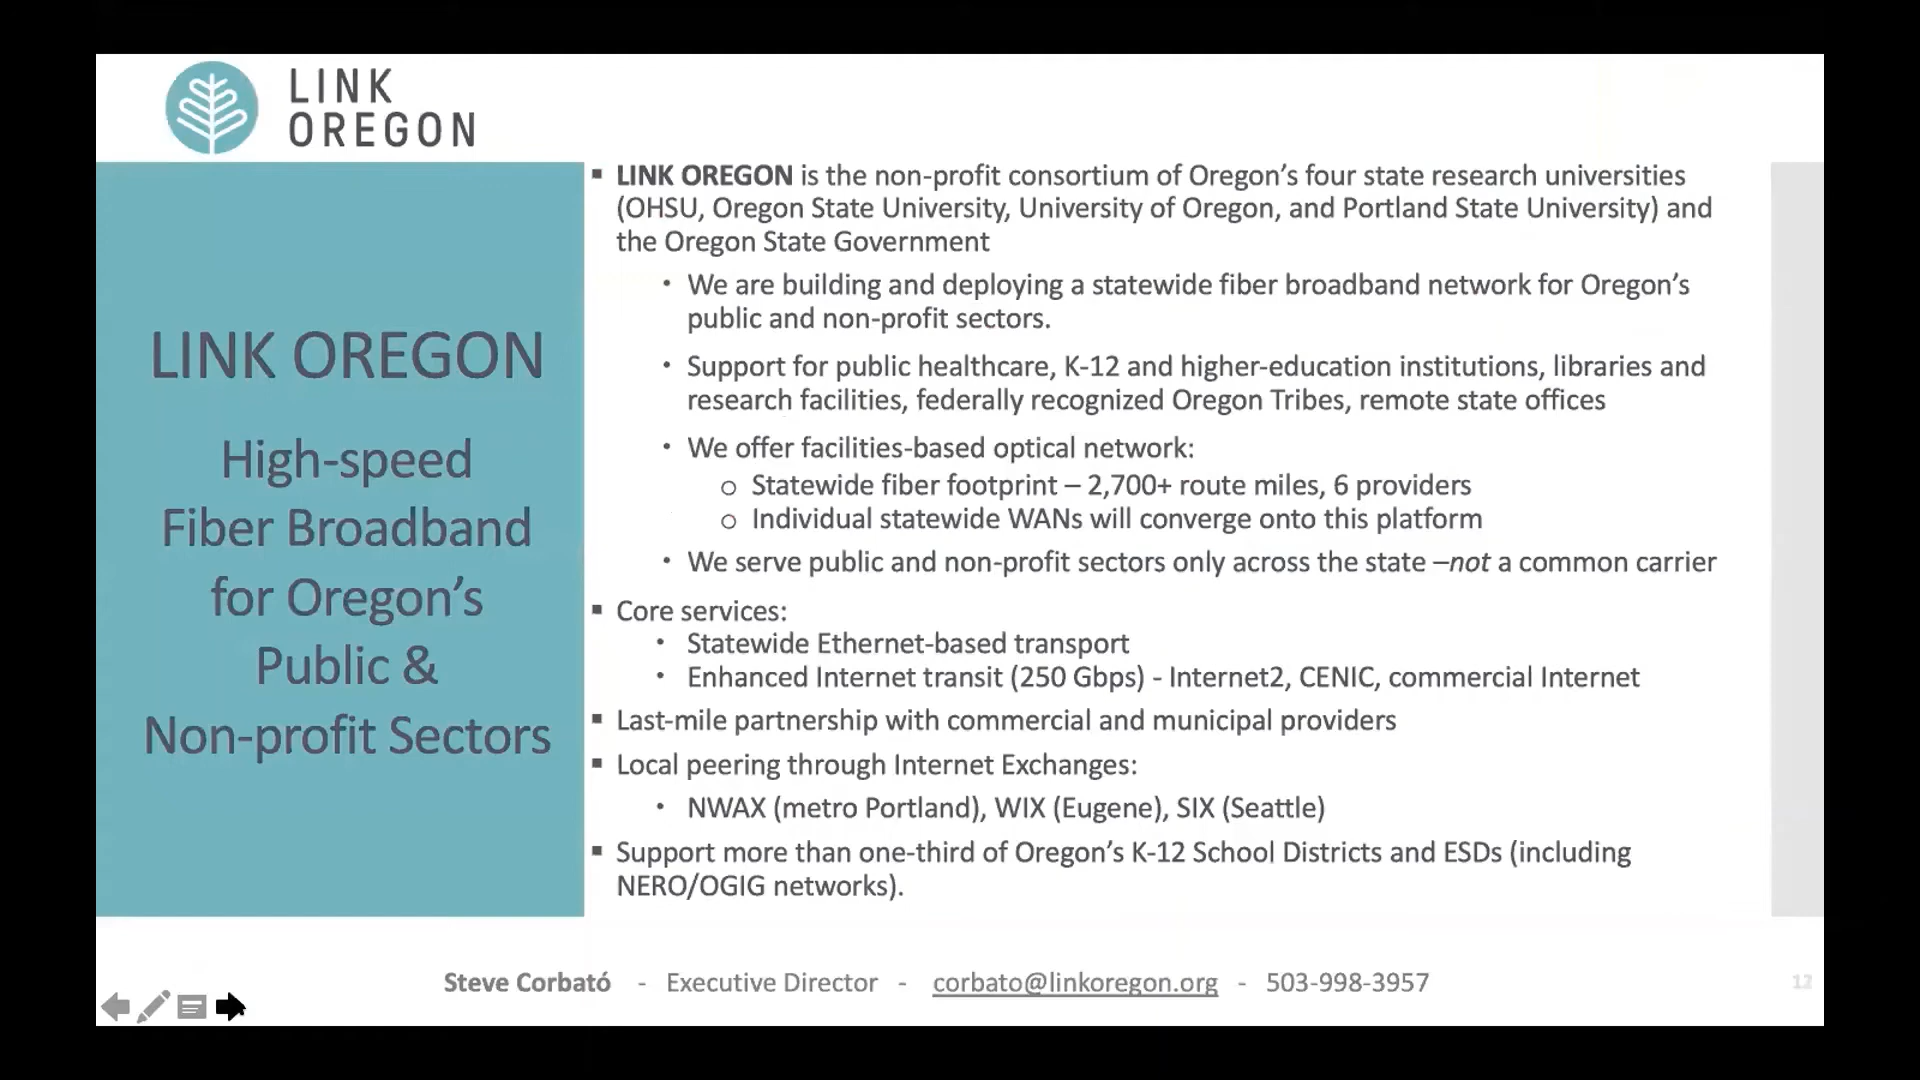 LINK
OREGON
LINK OREGON
High-speed
Fiber Broadband
for Oregon's
Public &
Non-profit Sectors
▪ LINK OREGON is the non-profit consortium of Oregon's four state research universities
(OHSU, Oregon State University, University of Oregon, and Portland State University) and
the Oregon State Government
• We are building and deploying a statewide fiber broadband network for Oregon's
public and non-profit sectors.
• Support for public healthcare, K-12 and higher-education institutions, libraries and
research facilities, federally recognized Oregon Tribes, remote state offices
• We offer facilities-based optical network:
o Statewide fiber footprint – 2,700+ route miles, 6 providers
o Individual statewide WANs will converge onto this platform
• We serve public and non-profit sectors only across the state –not a common carrier
▪ Core services:
• Statewide Ethernet-based transport
• Enhanced Internet transit (250 Gbps) - Internet2, CENIC, commercial Internet
▪ Last-mile partnership with commercial and municipal providers
▪ Local peering through Internet Exchanges:
• NWAX (metro Portland), WIX (Eugene), SIX (Seattle)
▪ Support more than one-third of Oregon's K-12 School Districts and ESDs (including
NERO/OGIG networks).
Steve Corbató - Executive Director - corbato@linkoregon.org - 503-998-3957
12